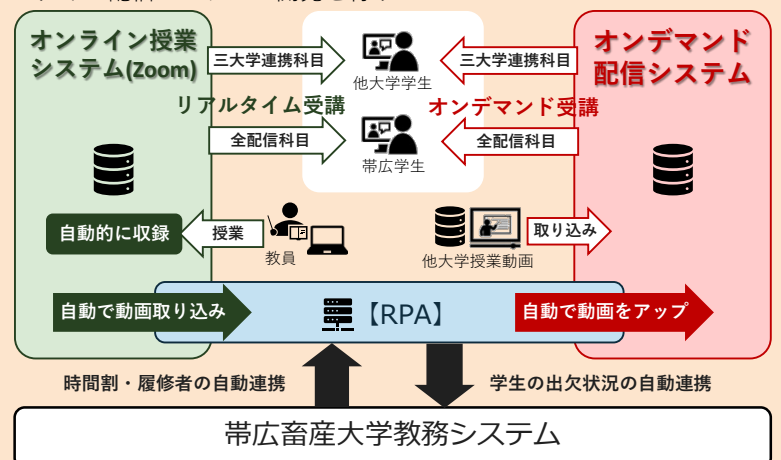 オンライン授業
システム(Zoom)
三大学連携科目
他大学学生
三大学連携科目
オンデマンド
配信システム
リアルタイム受講
オンデマンド受講
全配信科目
帯広学生
全配信科目
自動的に収録
授業
教員
他大学授業動画
取り込み
自動で動画取り込み
【RPA】
自動で動画をアップ
時間割・履修者の自動連携
学生の出欠状況の自動連携
帯広畜産大学教務システム